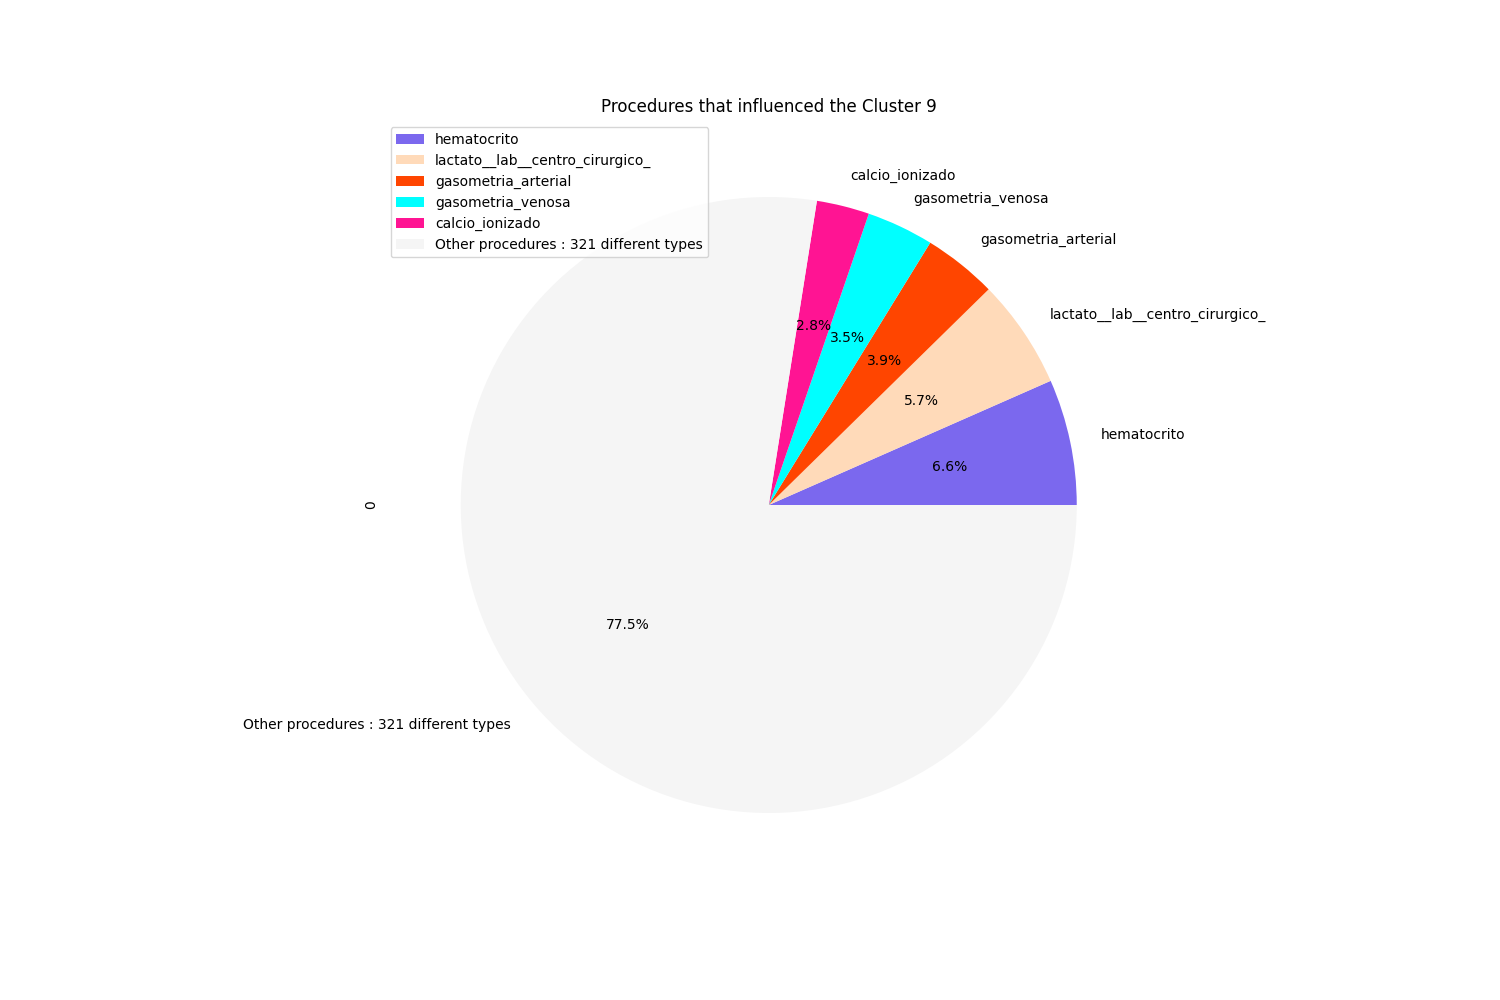 Procedures that influenced the Cluster 9
hematocrito
lactato__lab__centro_cirurgico_
gasometria_arterial
gasometria_venosa
calcio_ionizado
Other procedures : 321 different types
calcio_ionizado
gasometria_venosa
gasometria_arterial
lactato__lab__centro_cirurgico_
hematocrito
2.8%
3.5%
3.9%
5.7%
6.6%
0
77.5%
Other procedures : 321 different types